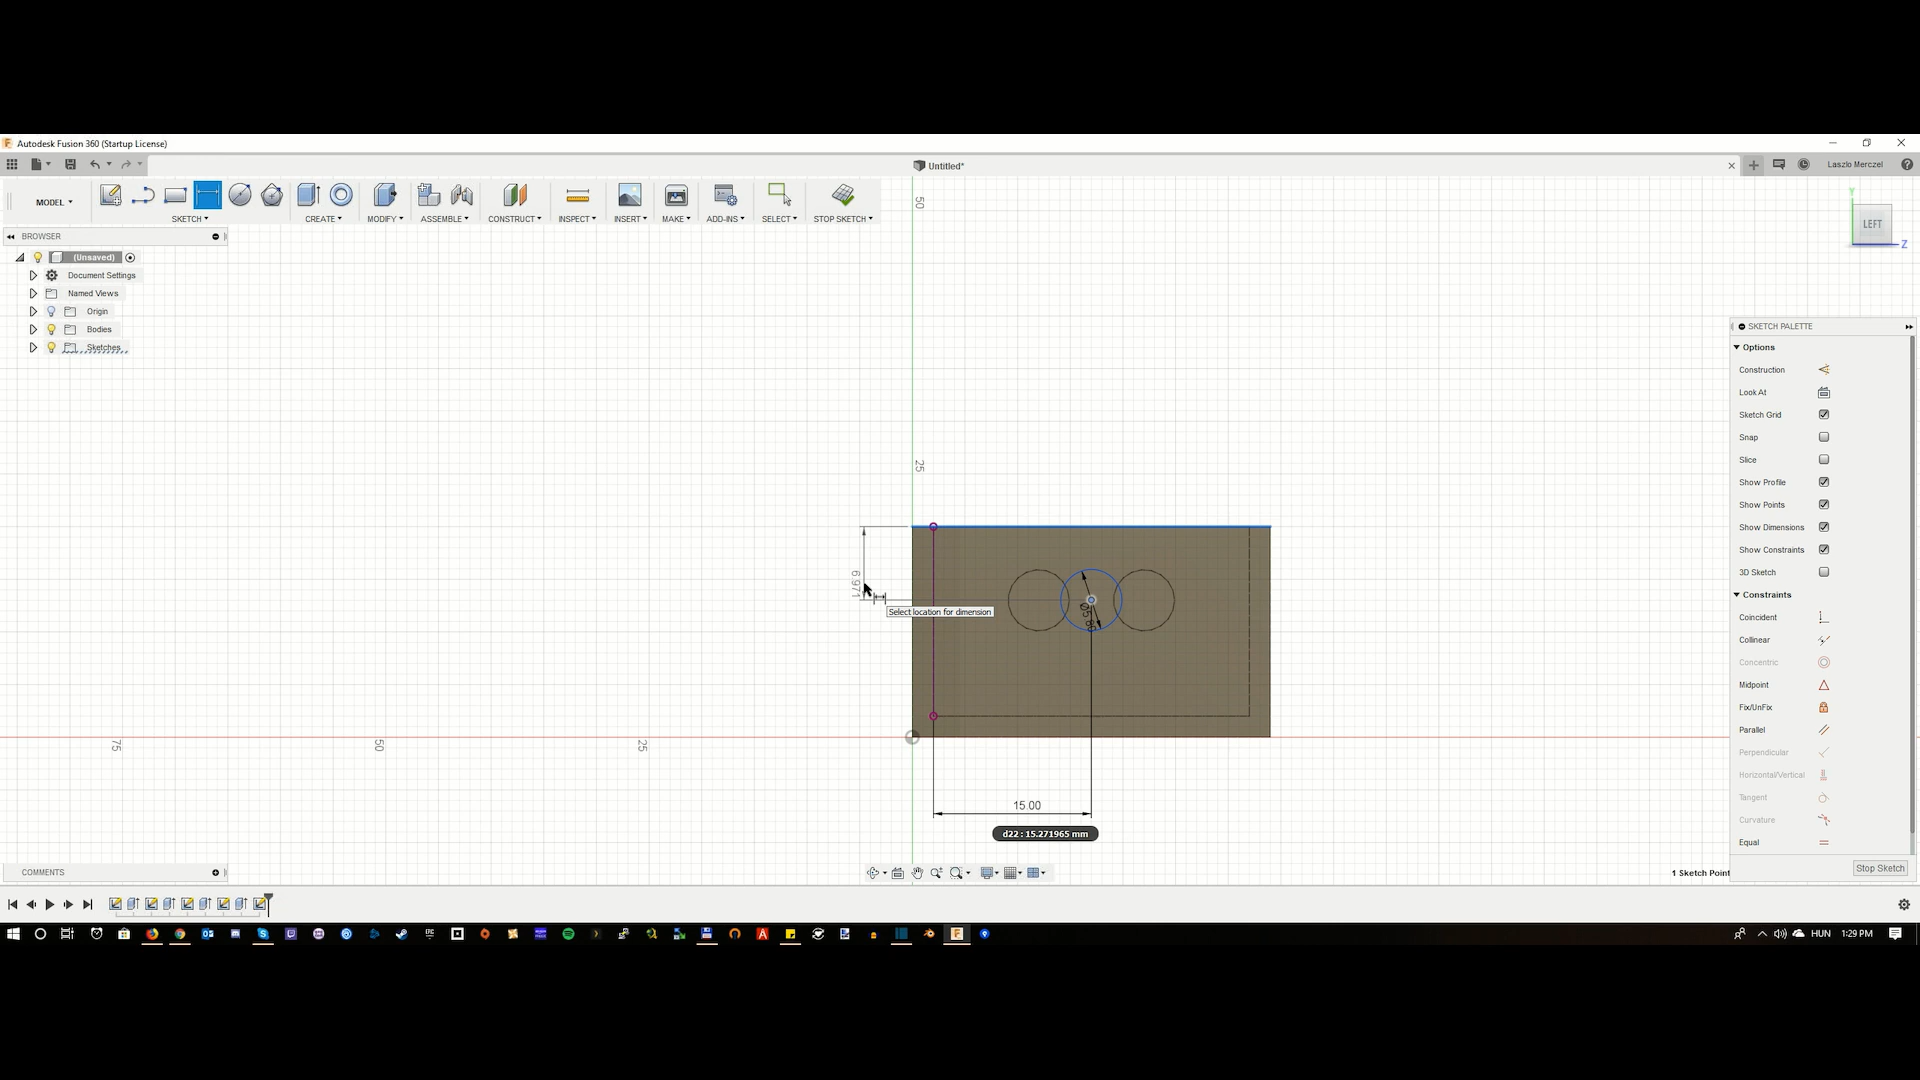 Autodesk Fusion 360 (Startup License)
Untitled*
Laszlo Merczel
MODEL
SKETCH
CREATE
MODIFY
ASSEMBLE
CONSTRUCT
INSPECT
INSERT
MAKE
ADD-INS
SELECT
STOP SKETCH
BROWSER
(Unsaved)
Document Settings
Named Views
Origin
Bodies
Sketches
50
25
Y
LEFT
Z
SKETCH PALETTE
Options
Construction
Look At
Sketch Grid
Snap
Slice
Show Profile
Show Points
Show Dimensions
Show Constraints
3D Sketch
Constraints
Coincident
Collinear
Concentric
Midpoint
Fix/UnFix
Parallel
Perpendicular
Horizontal/Vertical
Tangent
Curvature
Equal
Stop Sketch
6.971
Select location for dimension
Ø5.80
75
50
25
15.00
d22 : 15.271965 mm
COMMENTS
1 Sketch Point
HUN
1:29 PM